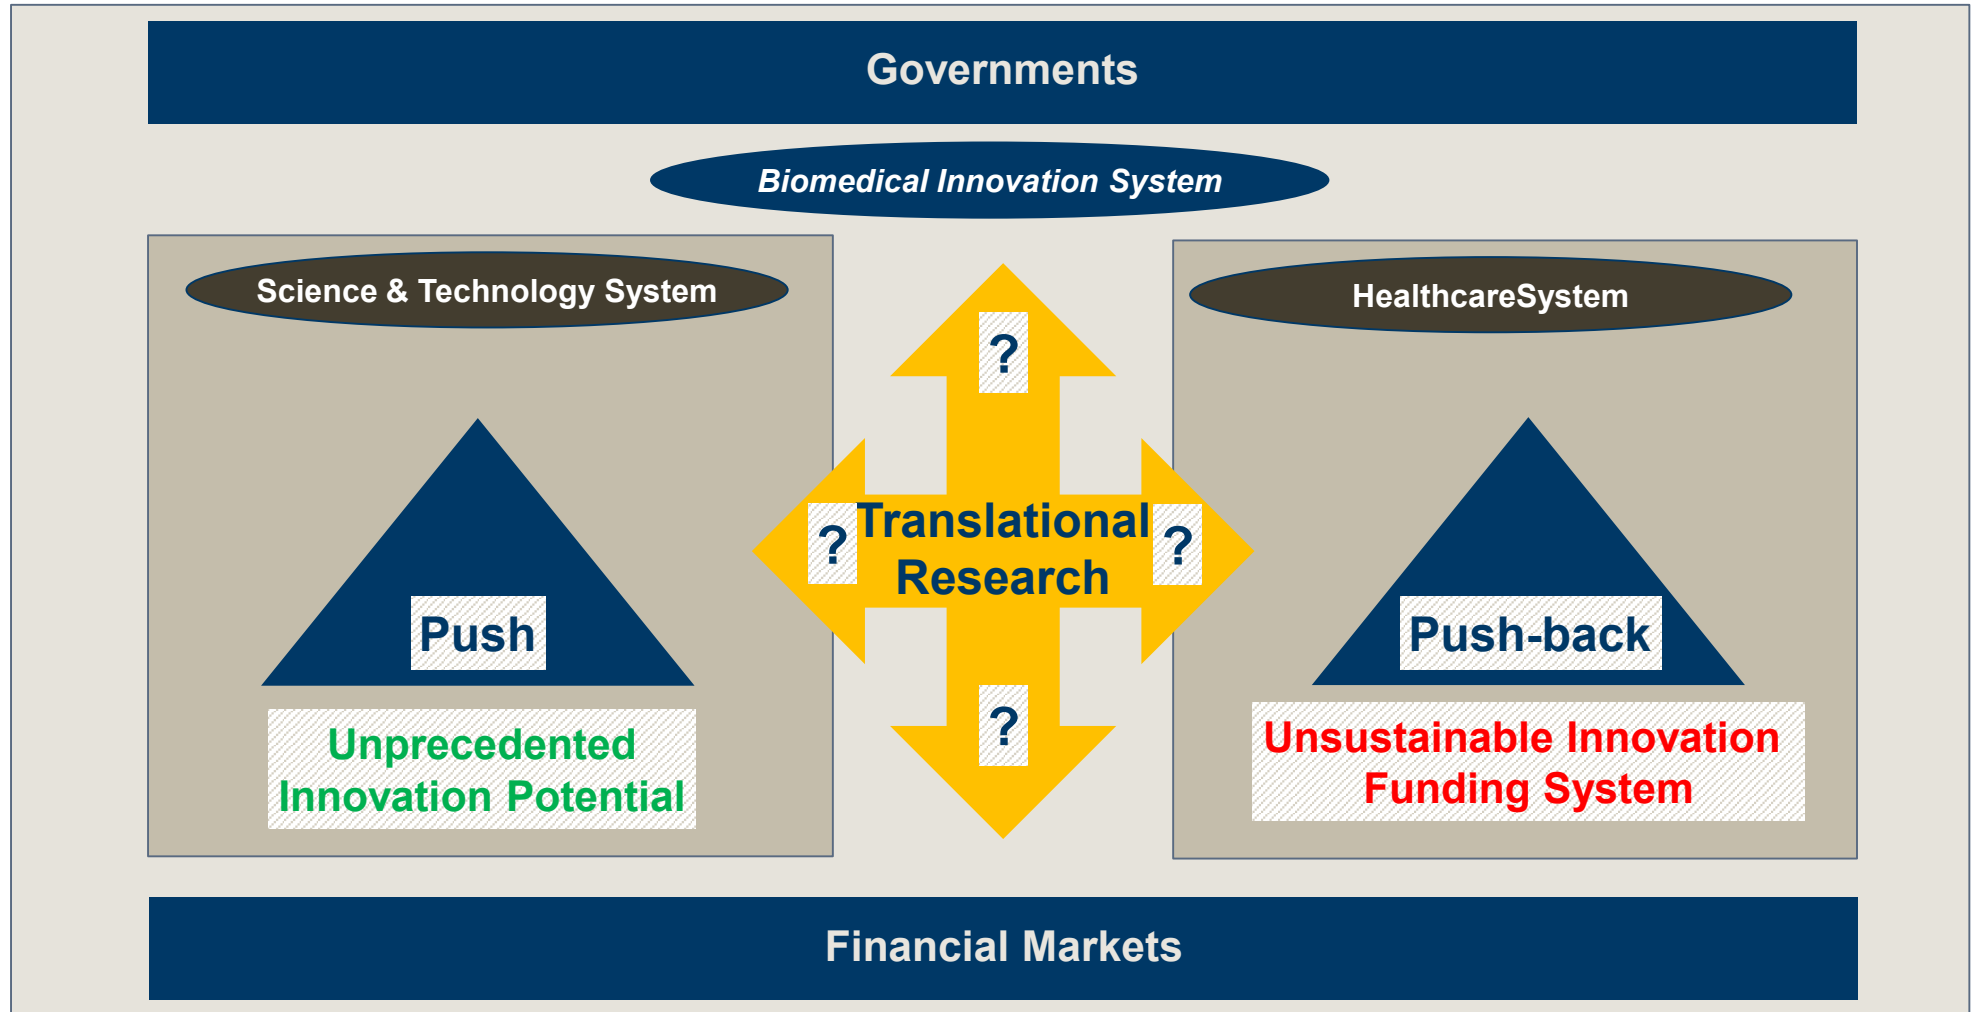 Governments
Biomedical Innovation System
Science & Technology System
HealthcareSystem
?
?
Translational
Research
?
Push
Push-back
?
Unprecedented
Innovation Potential
Unsustainable Innovation
Funding System
Financial Markets